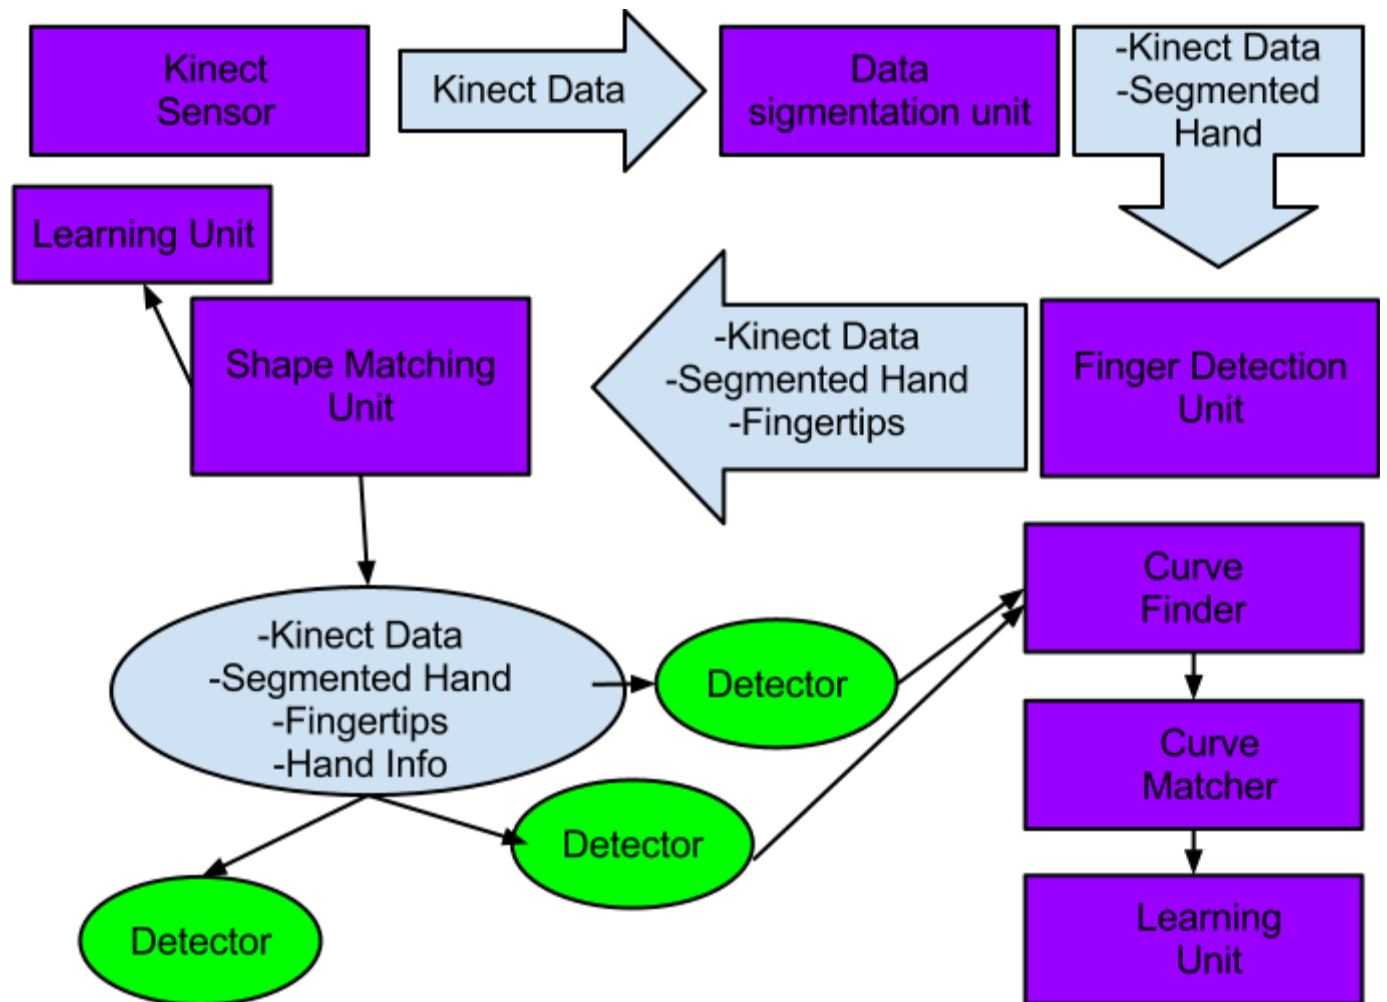 Kinect
Sensor
Kinect Data
Data
sigmentation unit
-Kinect Data
-Segmented
Hand
Learning Unit
Shape Matching
Unit
-Kinect Data
-Segmented Hand
-Fingertips
Finger Detection
Unit
-Kinect Data
-Segmented Hand
-Fingertips
-Hand Info
Detector
Detector
Detector
Curve
Finder
Curve
Matcher
Learning
Unit